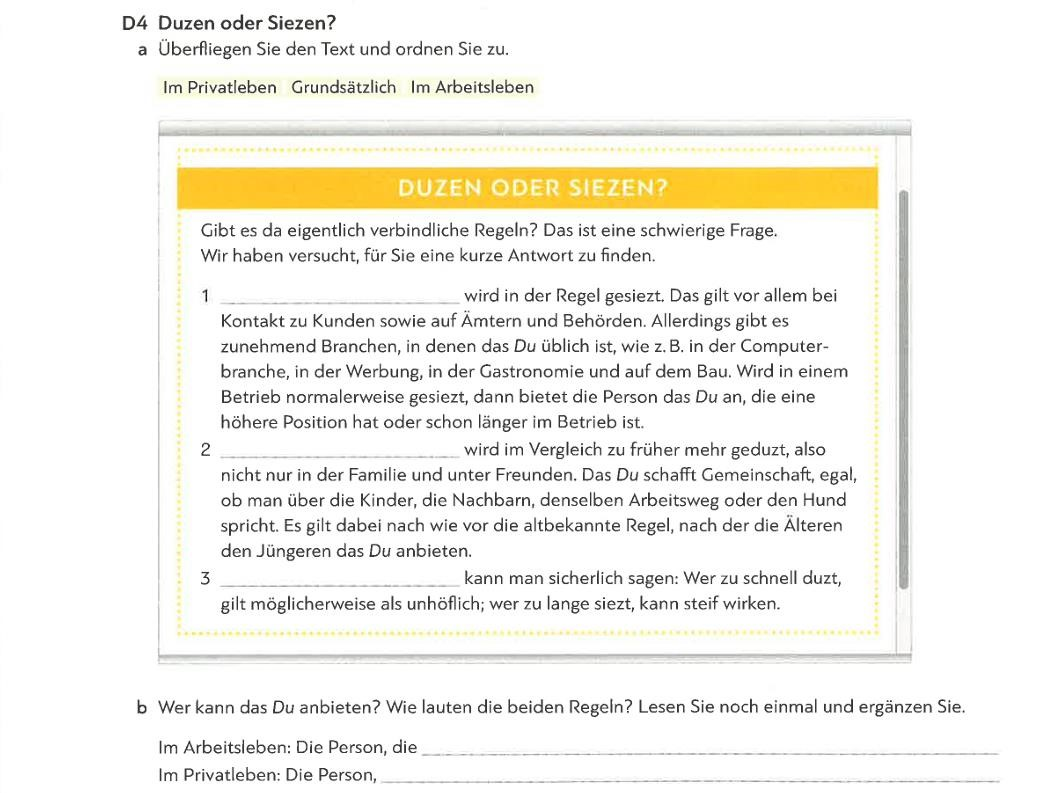 D4 Duzen oder Siezen?
a Überfliegen Sie den Text und ordnen Sie zu.
Im Privatleben Grundsätzlich Im Arbeitsleben
DUZEN ODER SIEZEN?
Gibt es da eigentlich verbindliche Regeln? Das ist eine schwierige Frage.
Wir haben versucht, für Sie eine kurze Antwort zu finden.
1 ____________________ wird in der Regel gesiezt. Das gilt vor allem bei
Kontakt zu Kunden sowie auf Ämtern und Behörden. Allerdings gibt es
zunehmend Branchen, in denen das Du üblich ist, wie z. B. in der Computer-
branche, in der Werbung, in der Gastronomie und auf dem Bau. Wird in einem
Betrieb normalerweise gesiezt, dann bietet die Person das Du an, die eine
höhere Position hat oder schon länger im Betrieb ist.
2 ____________________ wird im Vergleich zu früher mehr geduzt, also
nicht nur in der Familie und unter Freunden. Das Du schafft Gemeinschaft, egal,
ob man über die Kinder, die Nachbarn, denselben Arbeitsweg oder den Hund
spricht. Es gilt dabei nach wie vor die altbekannte Regel, nach der die Älteren
den Jüngeren das Du anbieten.
3 ____________________ kann man sicherlich sagen: Wer zu schnell duzt,
gilt möglicherweise als unhöflich; wer zu lange siezt, kann steif wirken.
b Wer kann das Du anbieten? Wie lauten die beiden Regeln? Lesen Sie noch einmal und ergänzen Sie.
Im Arbeitsleben: Die Person, die ____________________
Im Privatleben: Die Person, ____________________